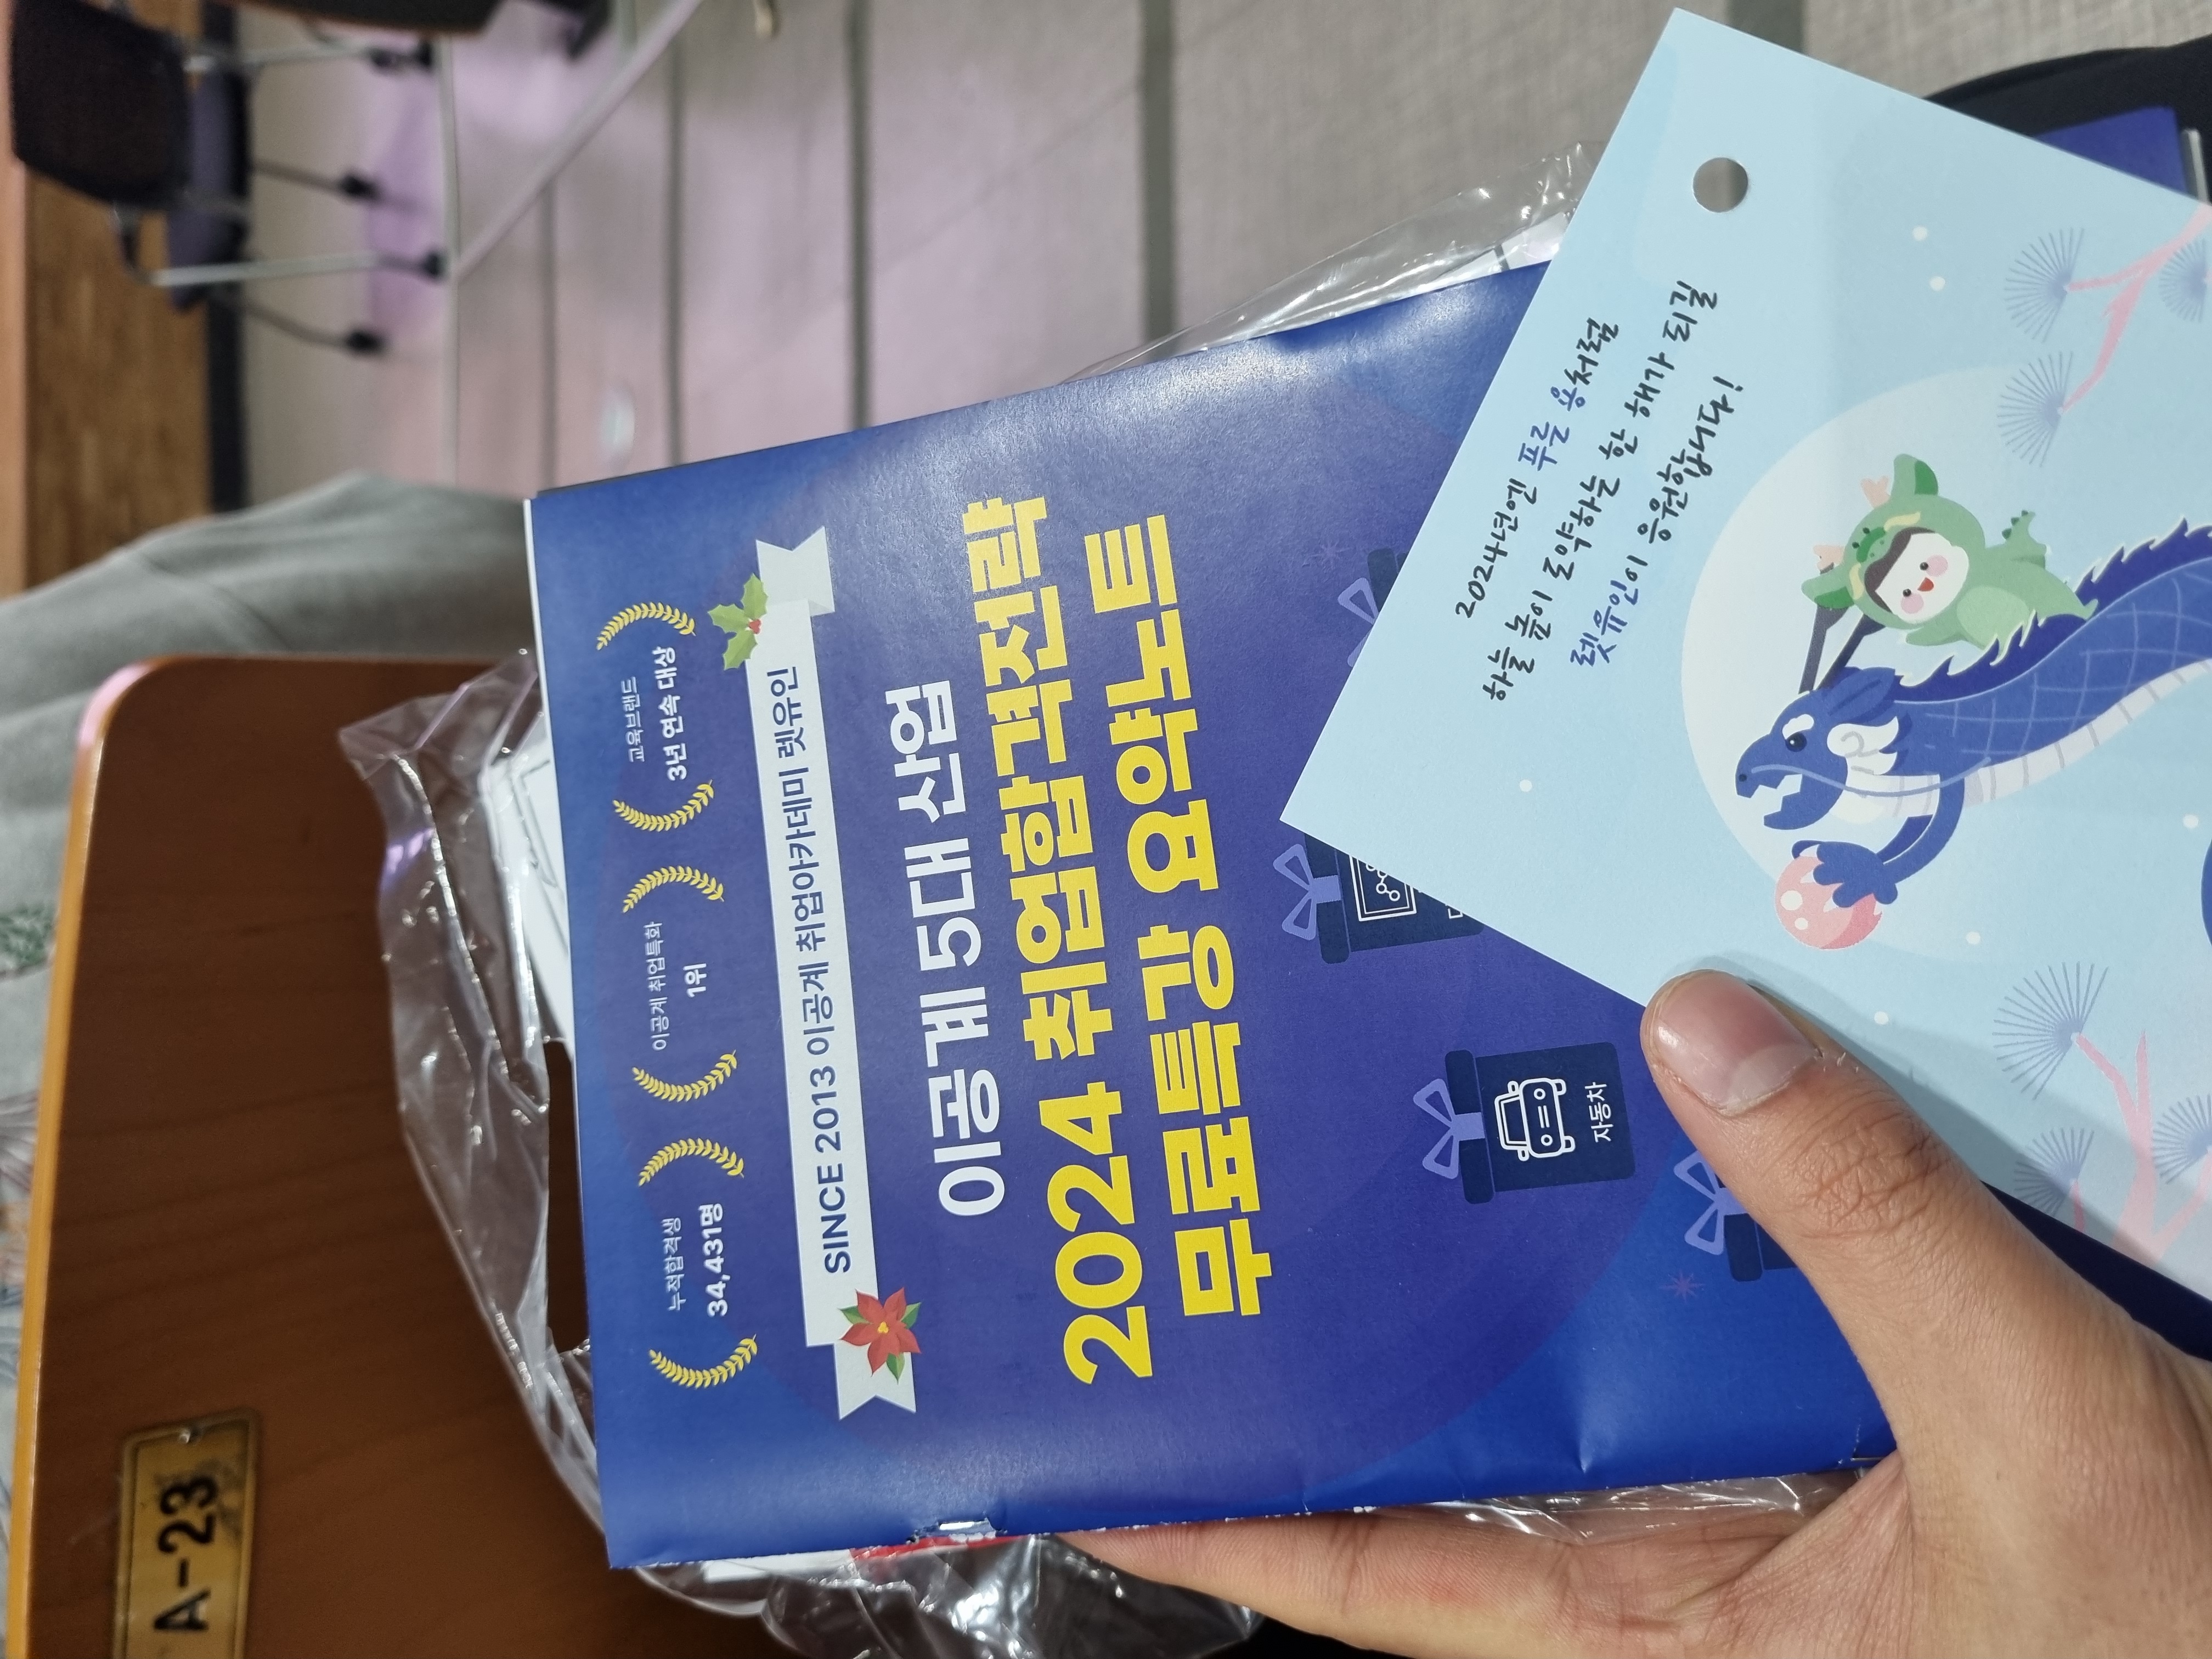 누적합격생
34,431명
이공계 취업특화
1위
교육브랜드
3년 연속 대상
SINCE 2013 이공계 취업아카데미 렛유인
이공계 5대 산업
2024 취업합격전략
무료특강 요약노트
자동차
2024년엔 푸른 용처럼
하늘 높이 도약하는 한 해가 되길
렛유인이 응원합니다!
A-23